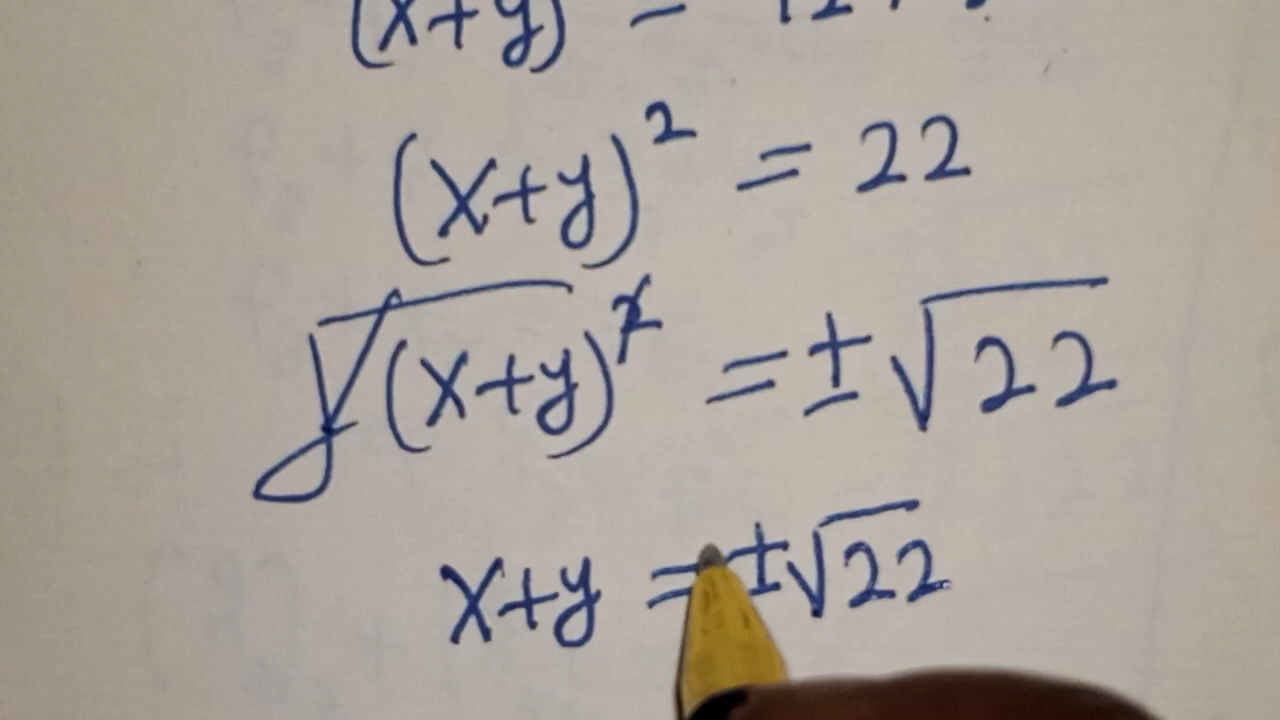 (x+y)
(x+y)² = 22
√(x+y)² = ±√22
x+y = ±√22